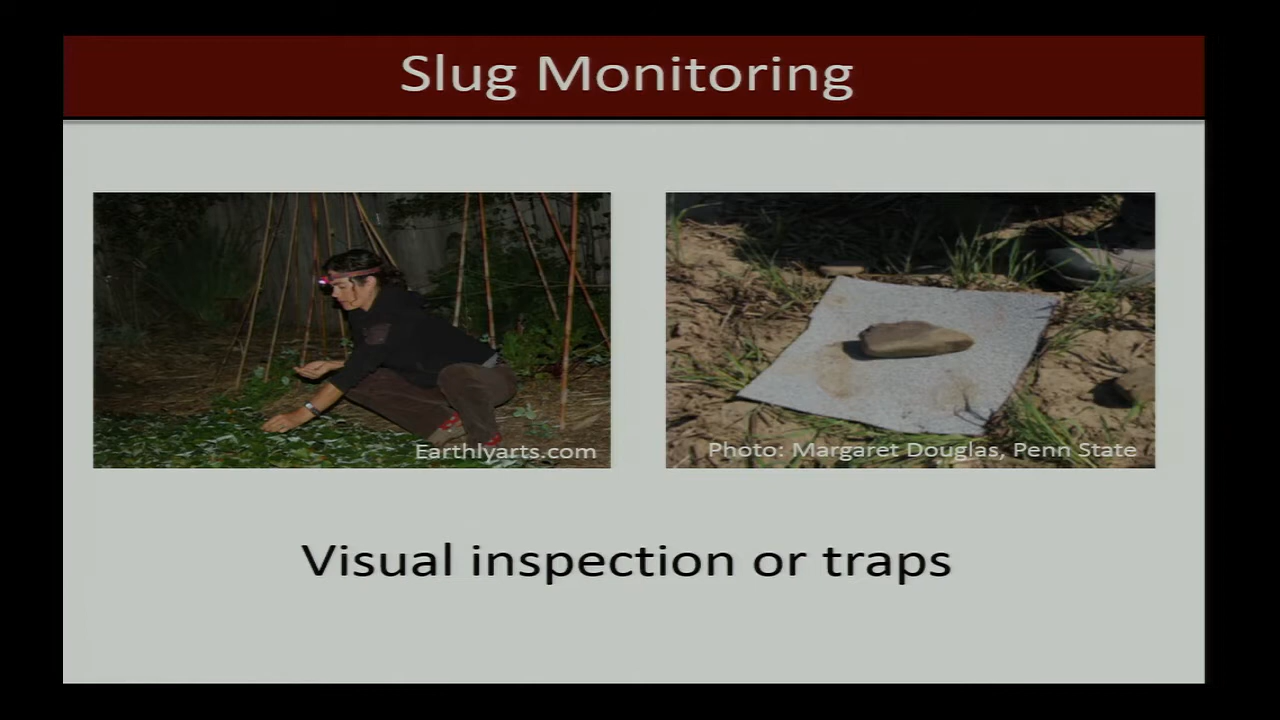 Slug Monitoring
Earthlyarts.com
Photo: Margaret Douglas, Penn State
Visual inspection or traps